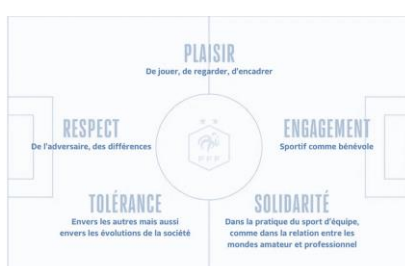 PLAISIR
De jouer, de regarder, d'encadrer
RESPECT
De l'adversaire, des différences
ENGAGEMENT
Sportif comme bénévole
FFF
TOLÉRANCE
Envers les autres mais aussi
envers les évolutions de la société
SOLIDARITÉ
Dans la pratique du sport d'équipe,
comme dans la relation entre les
mondes amateur et professionnel